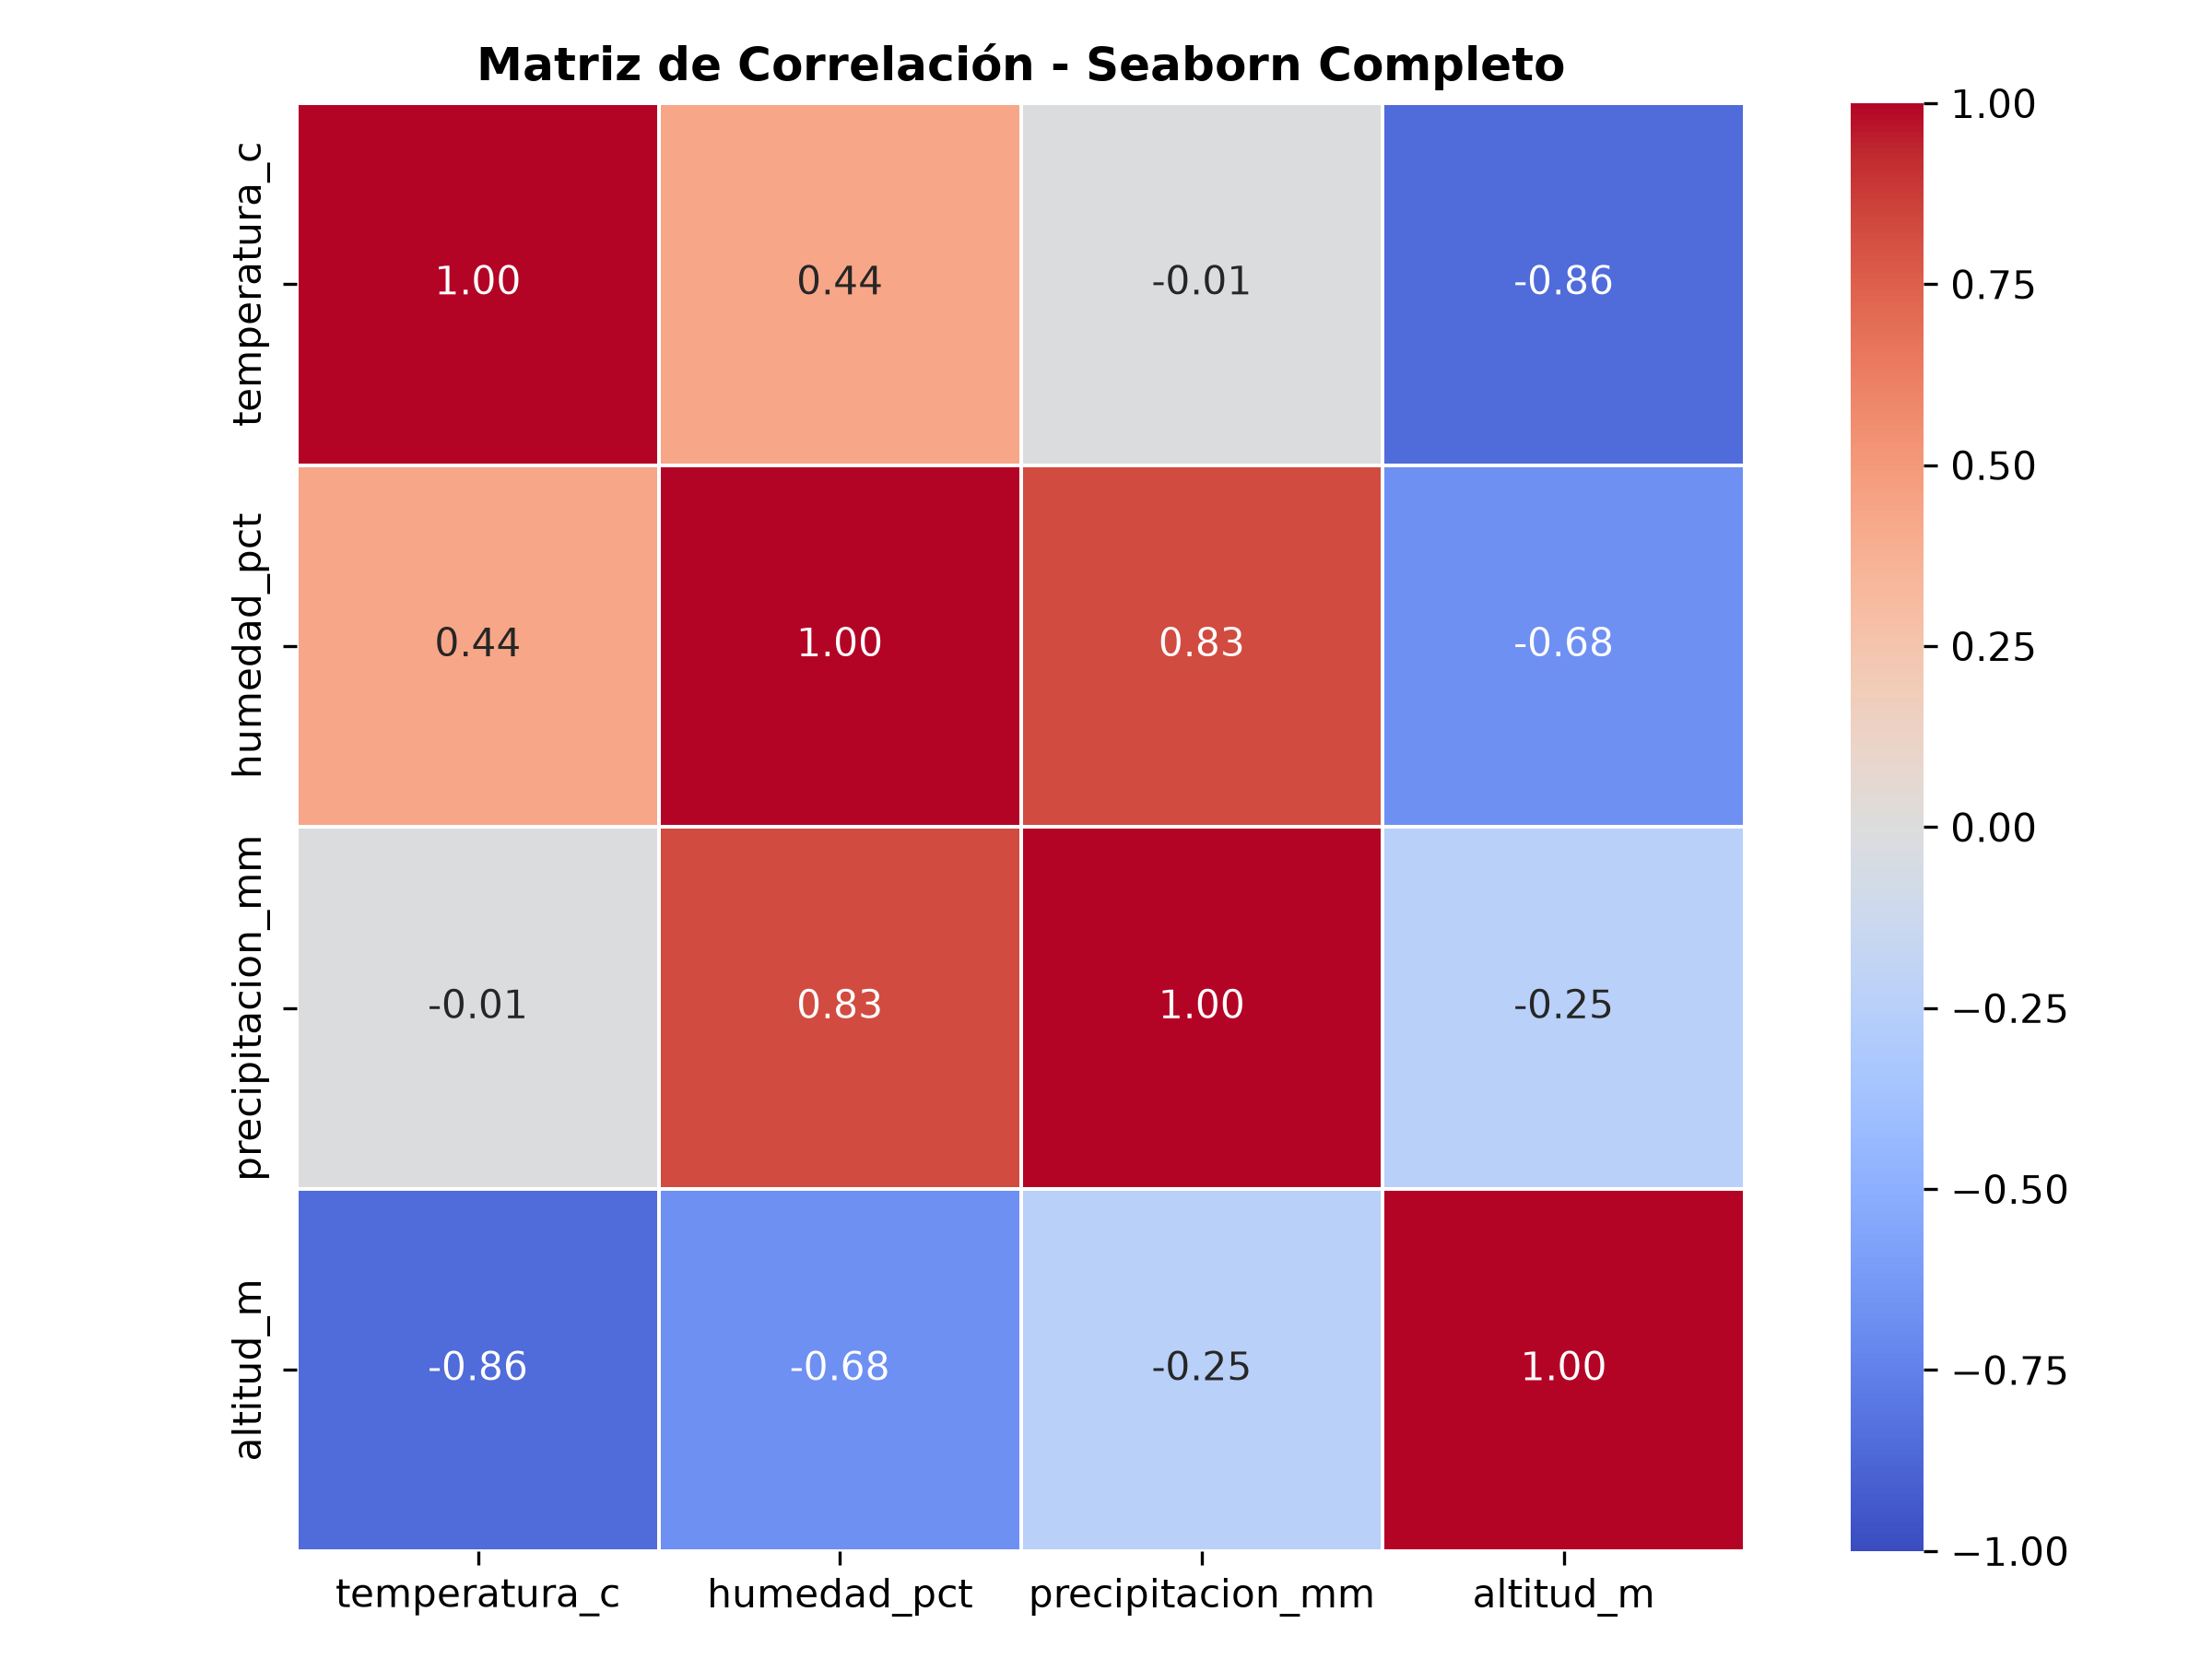 Matriz de Correlación - Seaborn Completo
temperatura_c
1.00 0.44 -0.01 -0.86
humedad_pct
0.44 1.00 0.83 -0.68
precipitacion_mm
-0.01 0.83 1.00 -0.25
altitud_m
-0.86 -0.68 -0.25 1.00
temperatura_c humedad_pct precipitacion_mm altitud_m
1.00
0.75
0.50
0.25
0.00
−0.25
−0.50
−0.75
−1.00